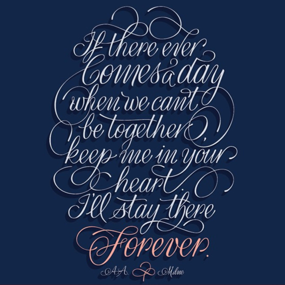 If there ever
comes a day
when we can't
be together,
keep me in your
heart.
I'll stay there
Forever.
A.A. Milne